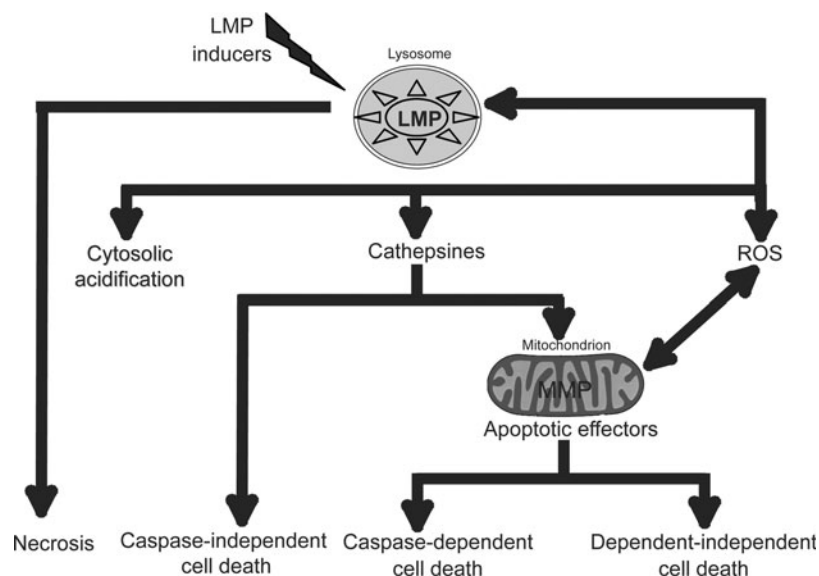 LMP
inducers
Lysosome
LMP
Cytosolic
acidification
Cathepsines
ROS
Mitochondrion
MMP
Apoptotic effectors
Necrosis
Caspase-independent
cell death
Caspase-dependent
cell death
Dependent-independent
cell death